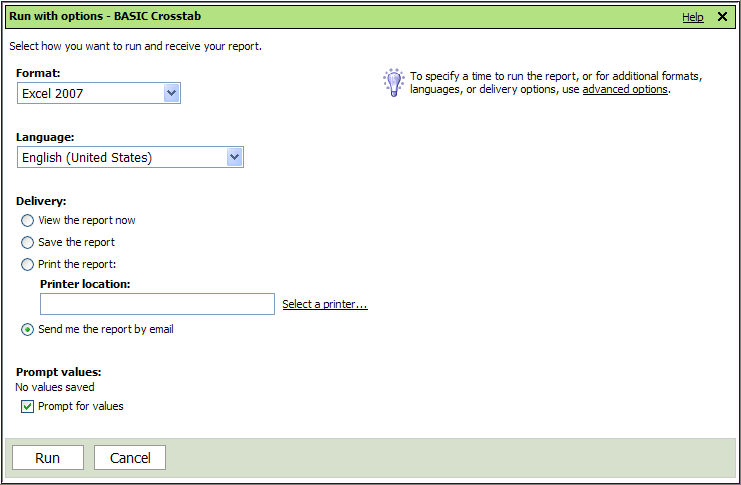 Run with options - BASIC Crosstab
Help
Select how you want to run and receive your report.
Format:
Excel 2007
To specify a time to run the report, or for additional formats,
languages, or delivery options, use advanced options.
Language:
English (United States)
Delivery:
View the report now
Save the report
Print the report:
Printer location:
Select a printer...
Send me the report by email
Prompt values:
No values saved
Prompt for values
Run
Cancel